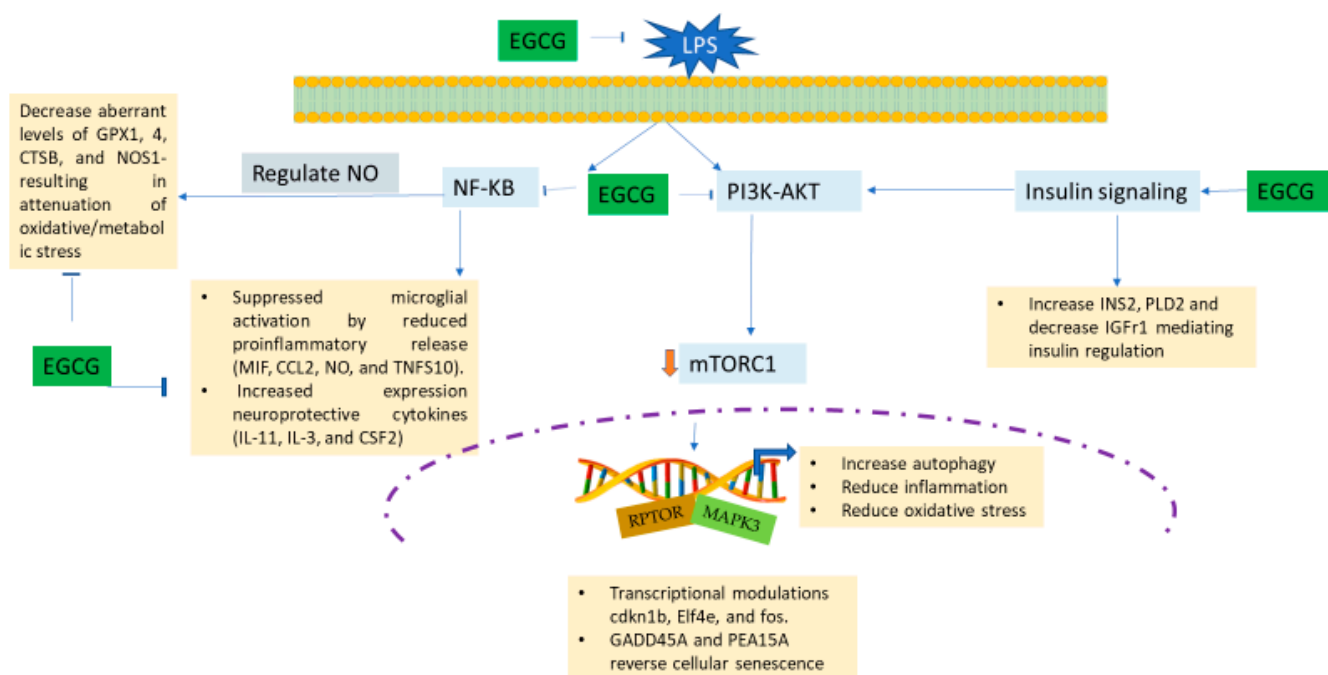 EGCG
LPS
Decrease aberrant
levels of GPX1, 4,
CTSB, and NOS1-
resulting in
attenuation of
oxidative/metabol
ic stress
Regulate NO
NF-KB
EGCG
PI3K-AKT
Insulin signaling
EGCG
• Suppressed microglial
activation by reduced
proinflammatory release
(MIF, CCL2, NO, and TNFS10).
• Increased expression
neuroprotective cytokines
(IL-11, IL-3, and CSF2)
• Increase INS2, PLD2 and
decrease IGFr1 mediating
insulin regulation
EGCG
mTORC1
• Increase autophagy
• Reduce inflammation
• Reduce oxidative stress
RPTOR
MAPK3
• Transcriptional modulations
cdkn1b, Elf4e, and fos.
• GADD45A and PEA15A
reverse cellular senescence